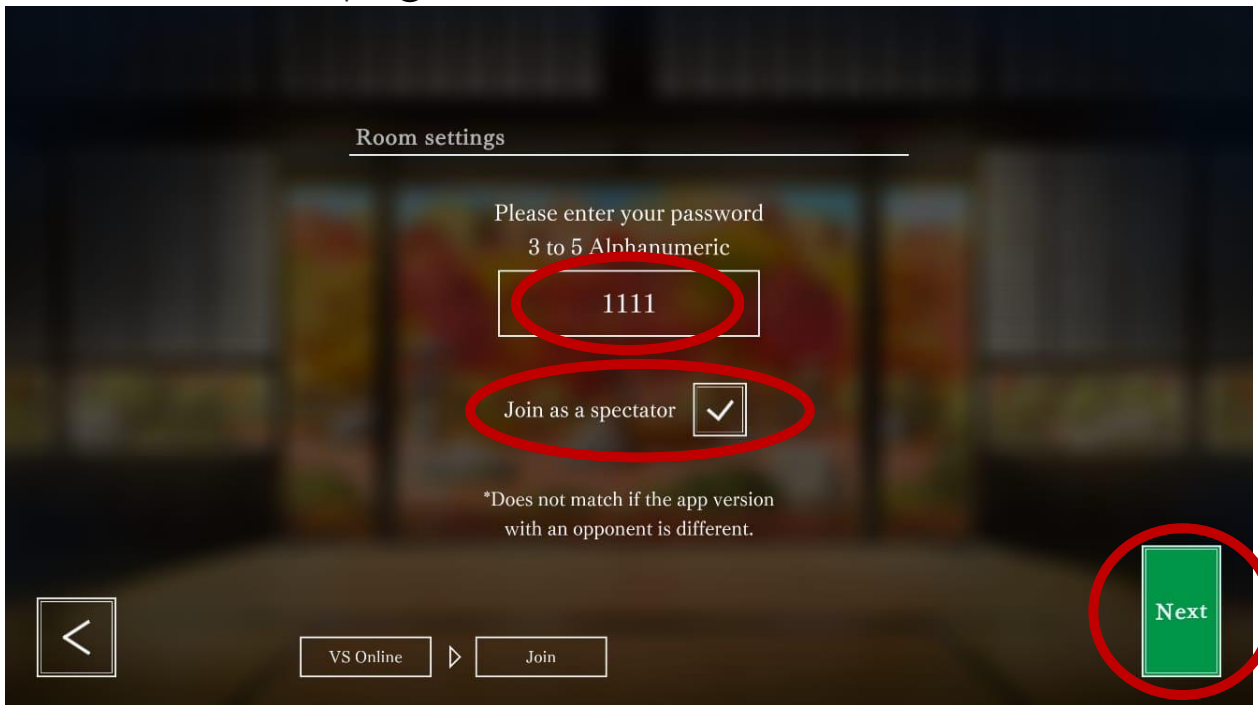 Room settings
Please enter your password
3 to 5 Alphanumeric
1111
Join as a spectator
*Does not match if the app version
with an opponent is different.
Next
VS Online
Join